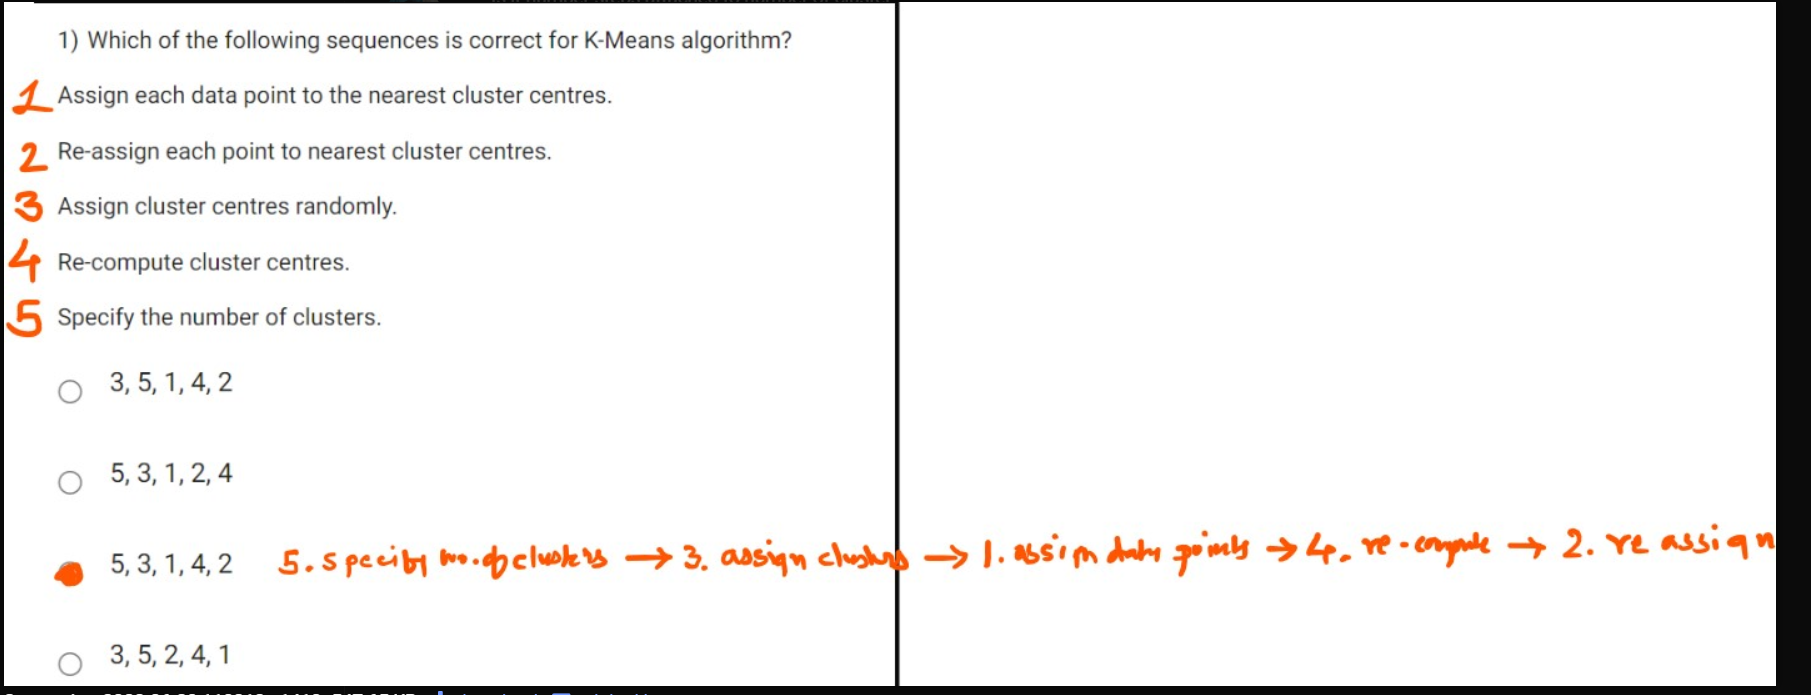 1) Which of the following sequences is correct for K-Means algorithm?
1 Assign each data point to the nearest cluster centres.
2 Re-assign each point to nearest cluster centres.
3 Assign cluster centres randomly.
4 Re-compute cluster centres.
5 Specify the number of clusters.
3, 5, 1, 4, 2
5, 3, 1, 2, 4
5, 3, 1, 4, 2 5. specify no. of clusters → 3. assign clusters → 1. assign data points → 4. re-compute → 2. re assign
3, 5, 2, 4, 1